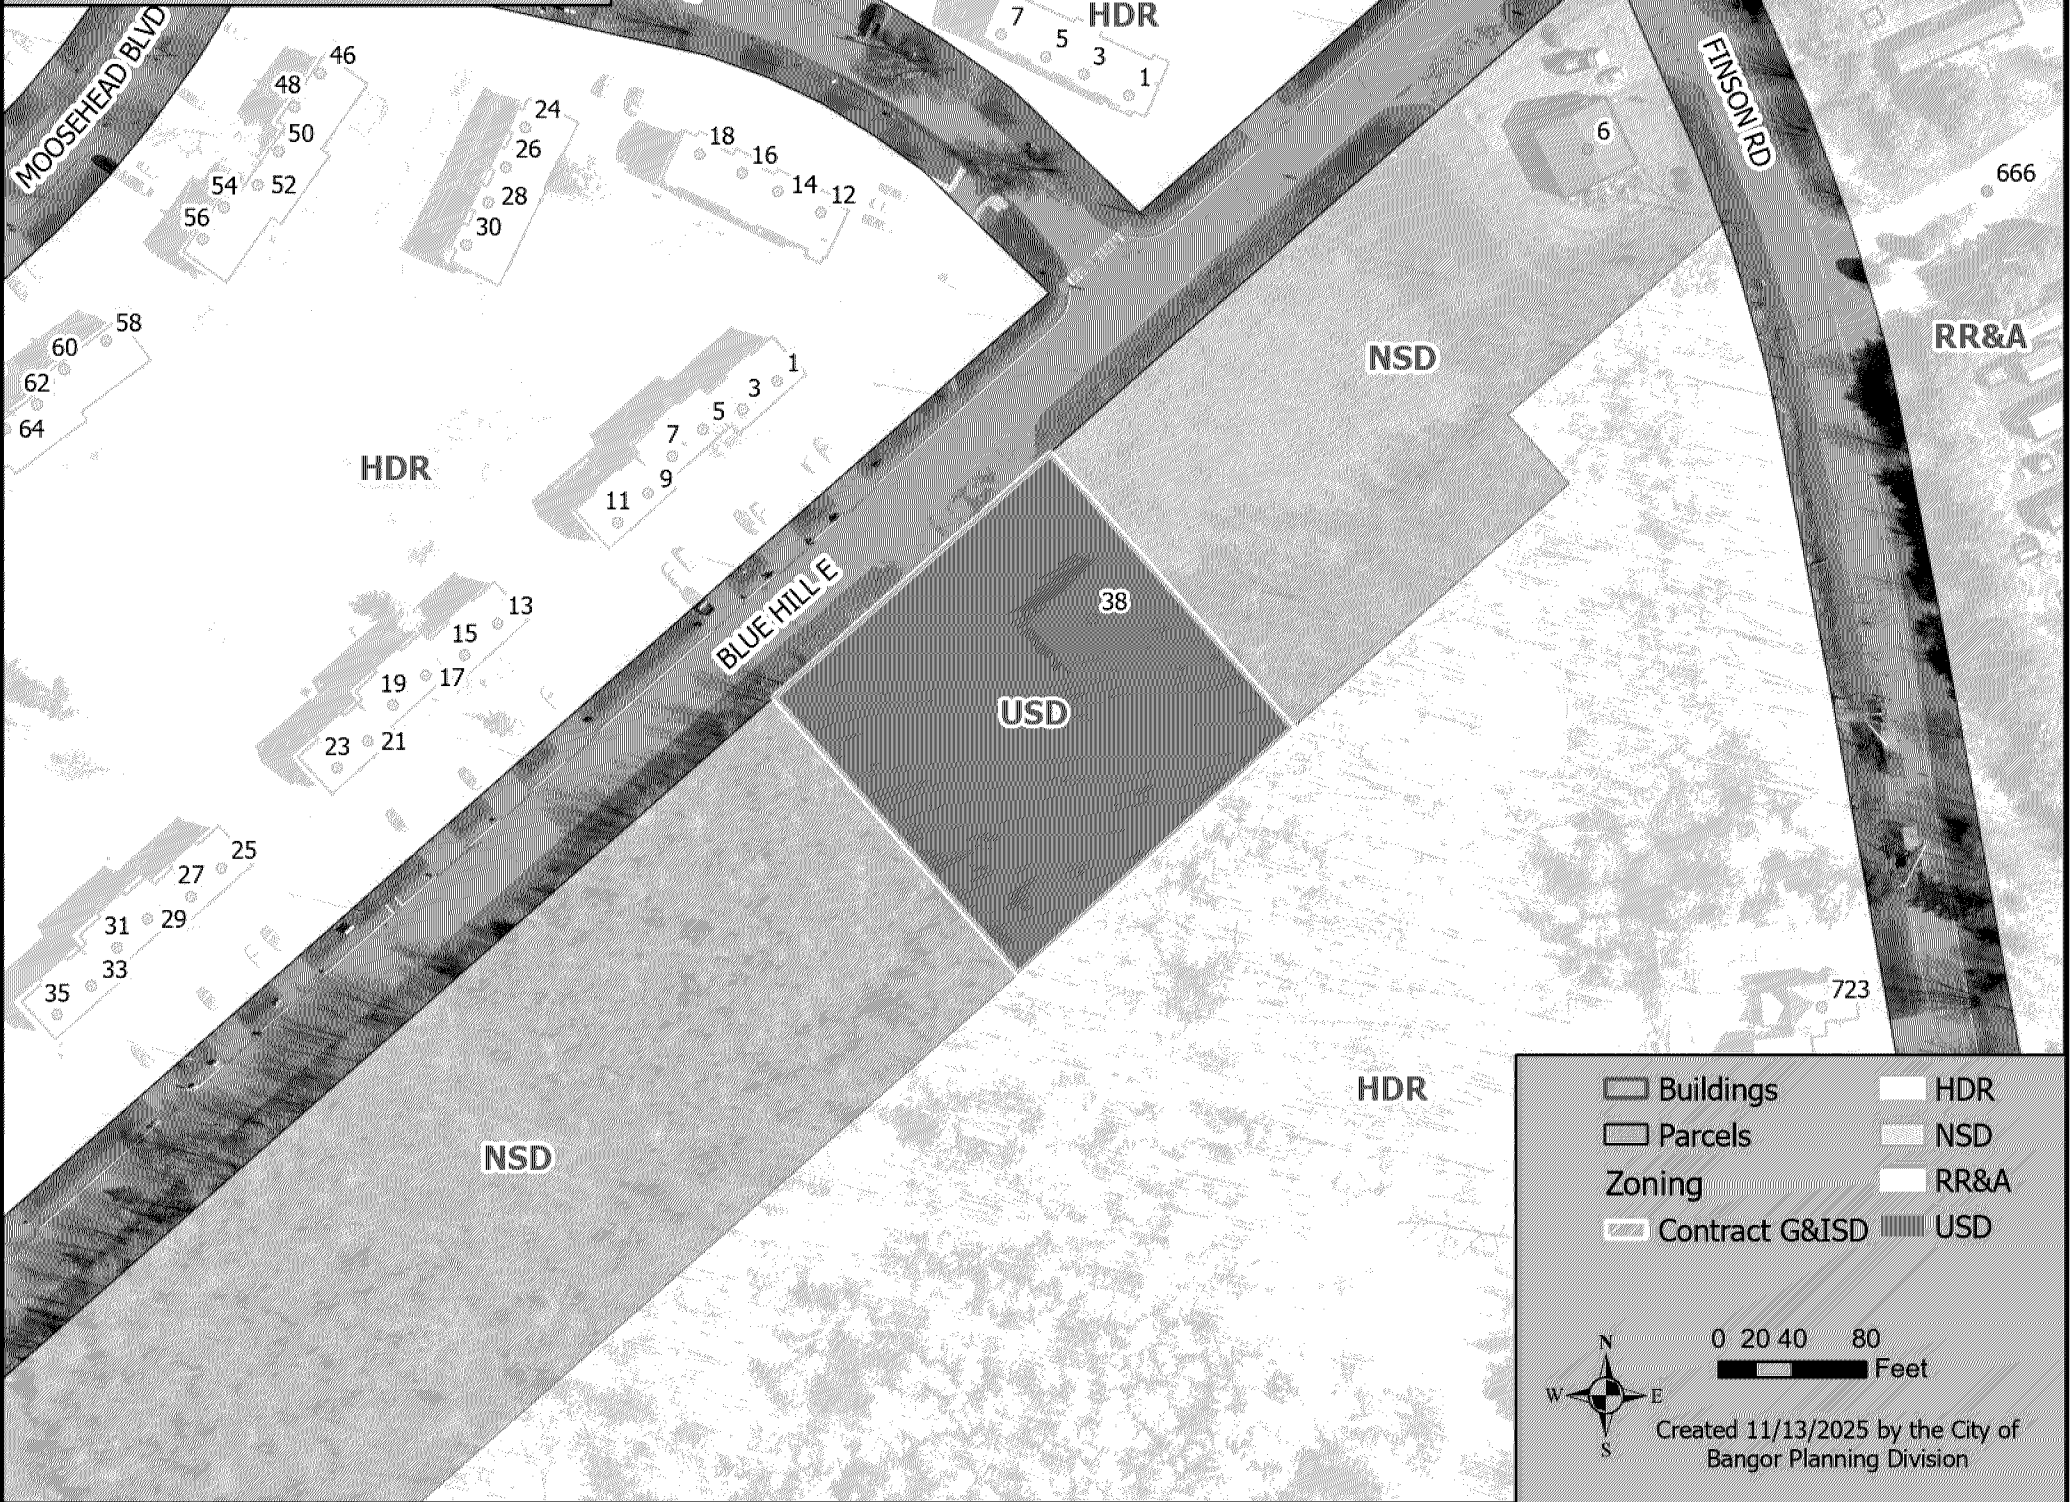 HDR
7
5
3
1
MOOSEHEAD BLVD
FINSON RD
46
48
50
52
54
56
24
26
28
30
18
16
14
12
6
666
58
60
62
64
HDR
NSD
RR&A
1
3
5
7
9
11
BLUE HILL E
38
USD
13
15
17
19
21
23
25
27
29
31
33
35
723
HDR
NSD
Buildings
Parcels
Zoning
Contract G&ISD
HDR
NSD
RR&A
USD
N
W E
S
0 20 40 80
Feet
Created 11/13/2025 by the City of
Bangor Planning Division